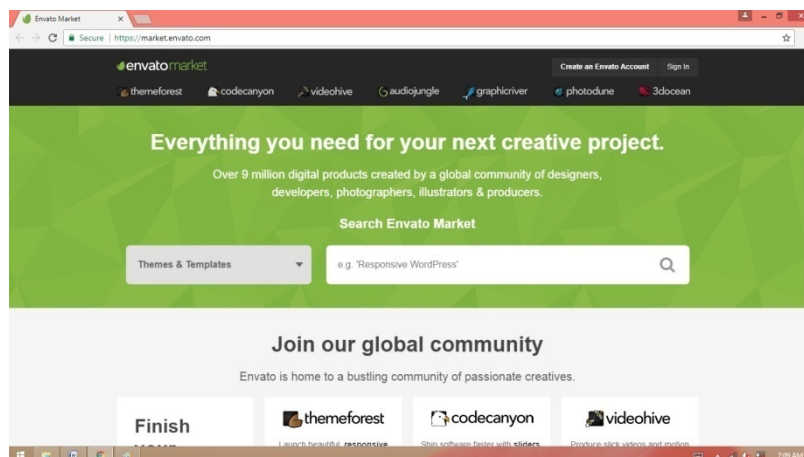 Envato Market
Secure | https://market.envato.com
envatomarket
Create an Envato Account Sign In
themeforest codecanyon videohive audiojungle graphicriver photodune 3docean
Everything you need for your next creative project.
Over 9 million digital products created by a global community of designers,
developers, photographers, illustrators & producers.
Search Envato Market
Themes & Templates e.g. 'Responsive WordPress'
Join our global community
Envato is home to a bustling community of passionate creatives.
Finish
themeforest codecanyon videohive
Launch beautiful, responsive Ship software faster with sliders Produce slick videos and motion
7:09 AM